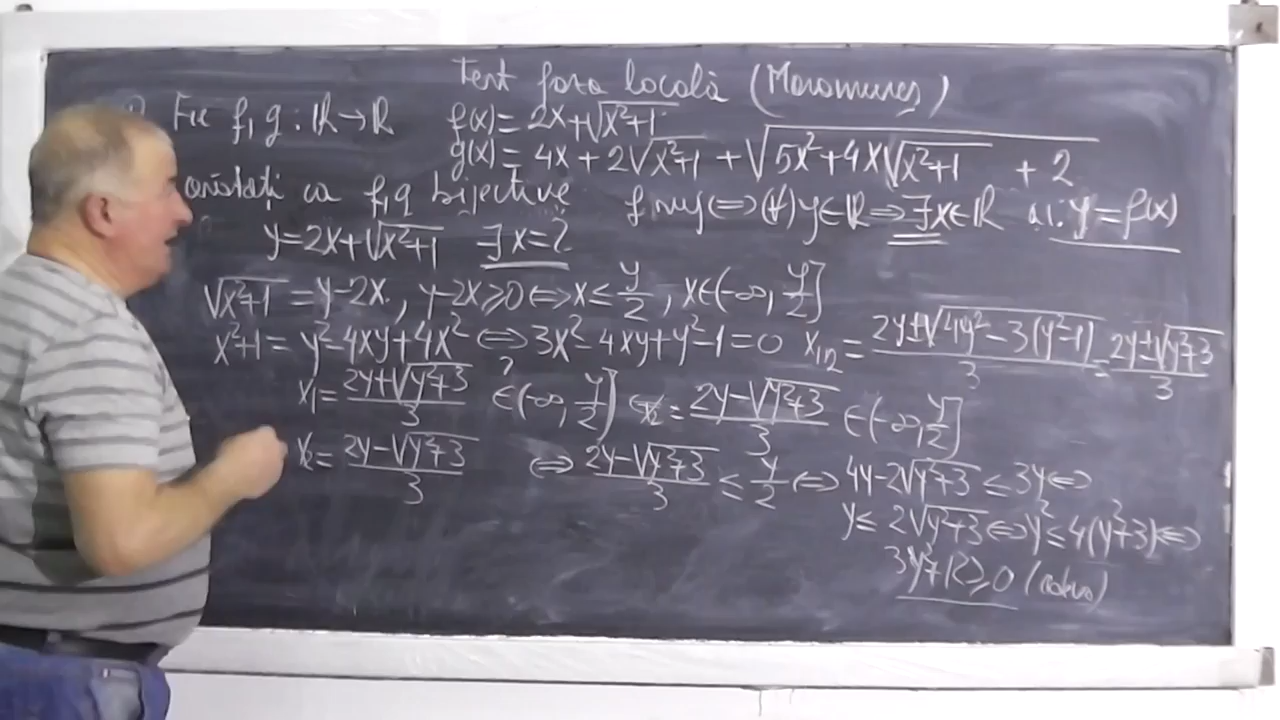 Test faza locală (Maramureș)
Fie f, g : ℝ→ℝ f(x) = 2x+√(x²+1)
g(x) = 4x + 2√(x²+1) + √(5x²+4x√(x²+1) + 2)
arătați ca f, g bijective f surj ⟺ (∀) y∈ℝ ⟹ ∃x∈ℝ a.î. y = f(x)
y = 2x+√(x²+1) ∃ x = ?
√(x²+1) = y-2x, y-2x ≥ 0 ⟺ x ≤ y/2, x∈(-∞, y/2]
x²+1 = y²-4xy+4x² ⟺ 3x²-4xy+y²-1=0 x₁,₂ = (2y±√(4y²-3(y²-1)))/3 = (2y±√(y²+3))/3
x₁ = (2y+√(y²+3))/3 ∈? (-∞, y/2] x₂ = (2y-√(y²+3))/3 ∈ (-∞, y/2]
x₂ = (2y-√(y²+3))/3 ⟺ (2y-√(y²+3))/3 ≤ y/2 ⟺ 4y-2√(y²+3) ≤ 3y ⟺
y ≤ 2√(y²+3) ⟺ y² ≤ 4(y²+3) ⟺
3y²+12 ≥ 0 (adev)